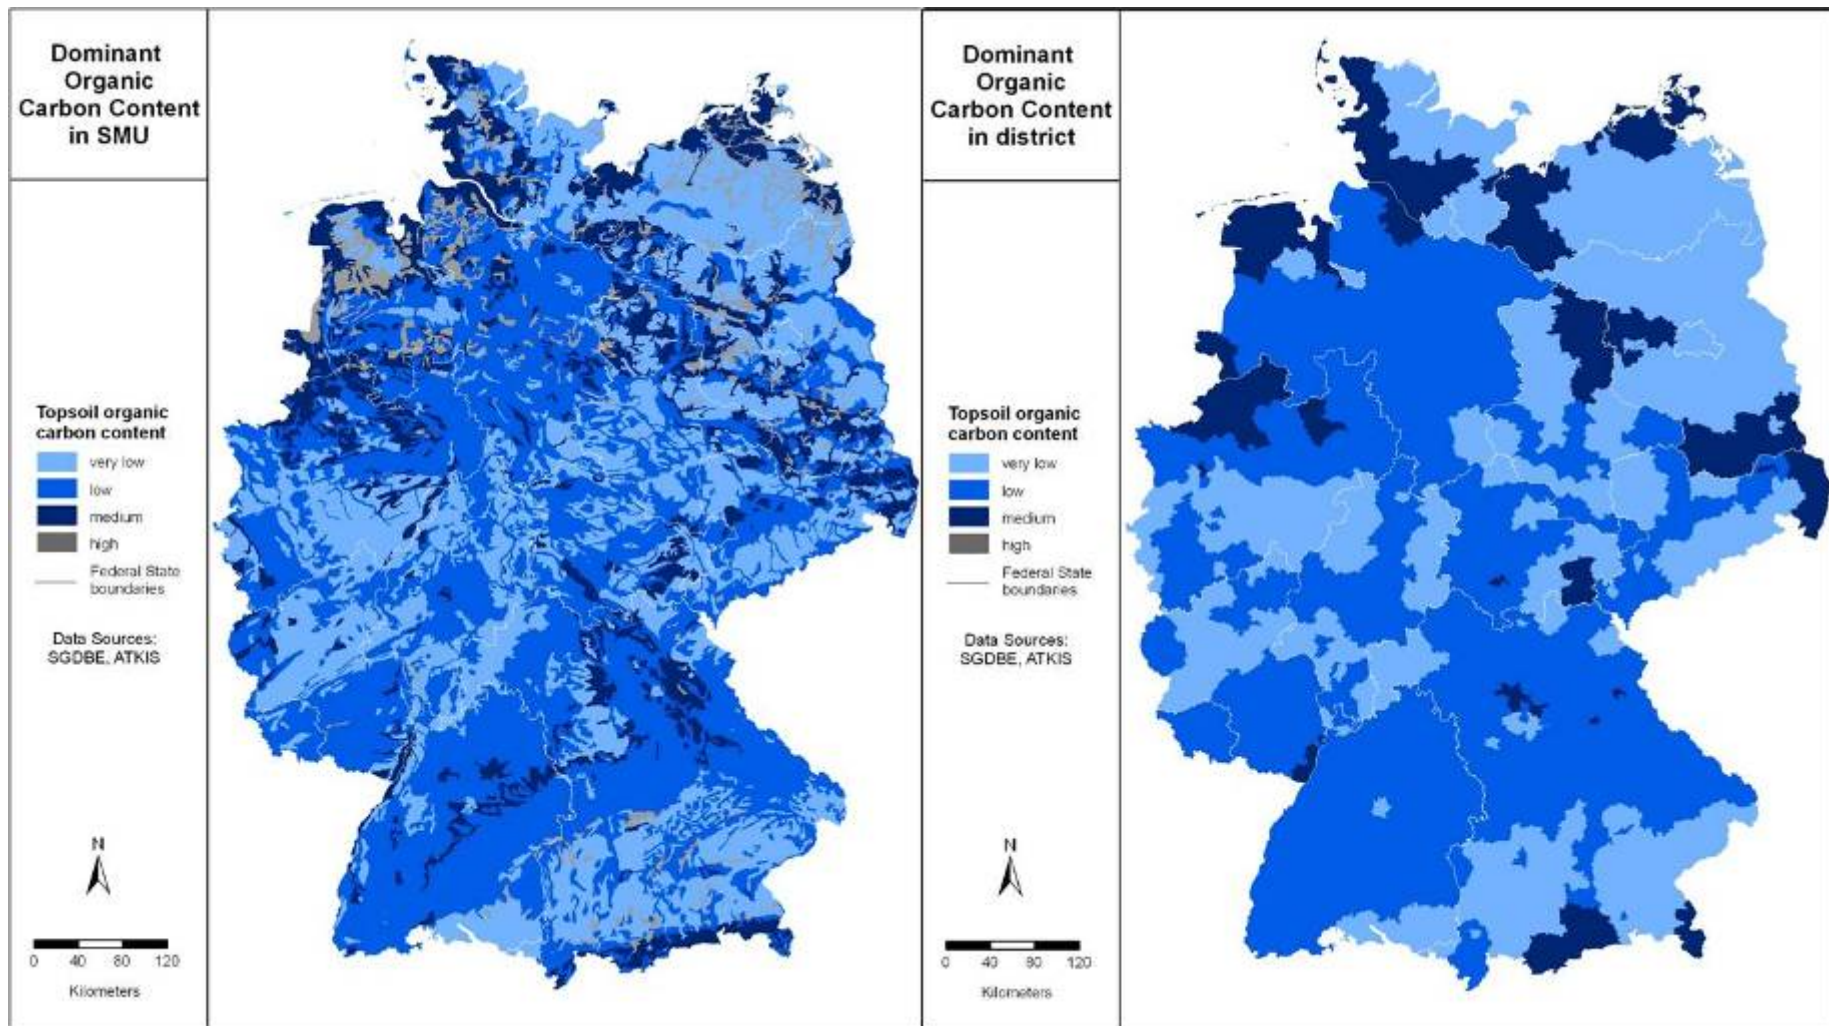 Dominant
Organic
Carbon Content
in SMU
Topsoil organic
carbon content
very low
low
medium
high
Federal State
boundaries
Data Sources:
SGDBE, ATKIS
N
0 40 80 120
Kilometers
Dominant
Organic
Carbon Content
in district
Topsoil organic
carbon content
very low
low
medium
high
Federal State
boundaries
Data Sources:
SGDBE, ATKIS
N
0 40 80 120
Kilometers